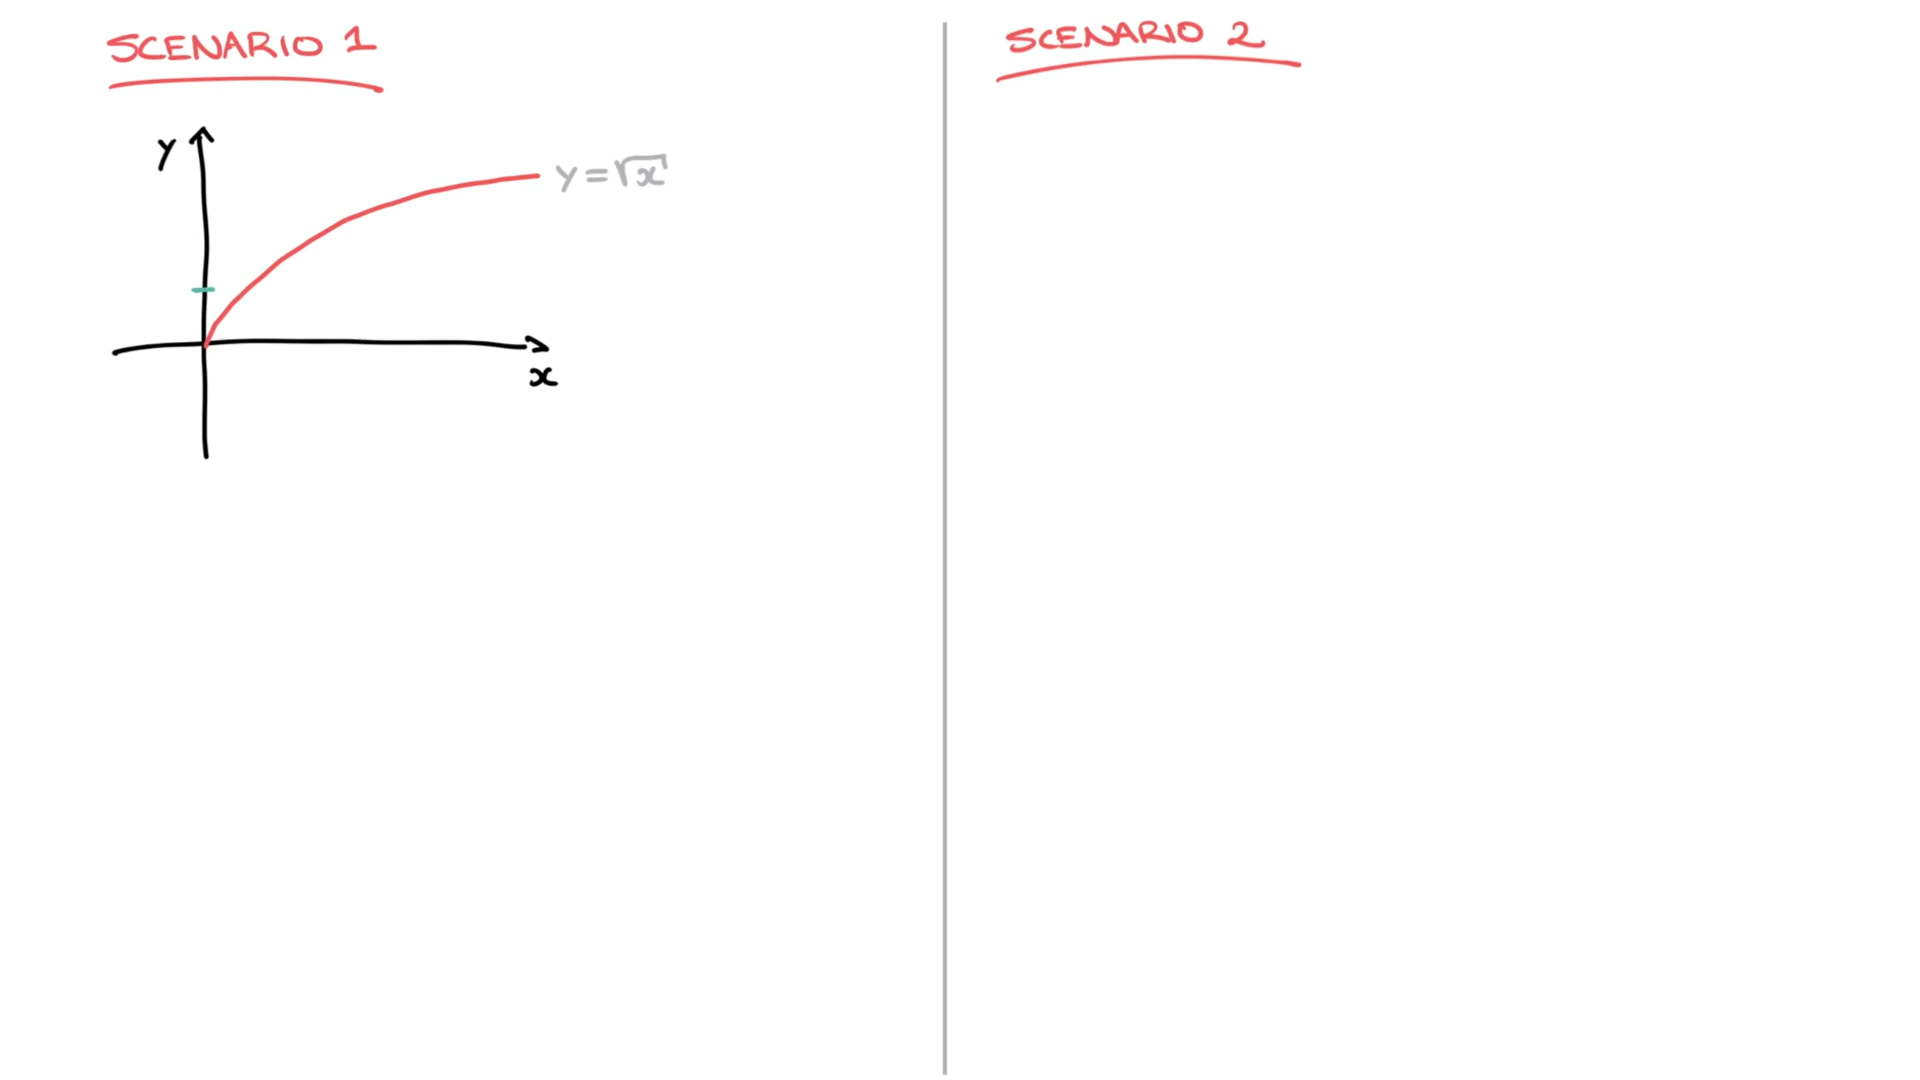 SCENARIO 1
y
y = √x
x
SCENARIO 2